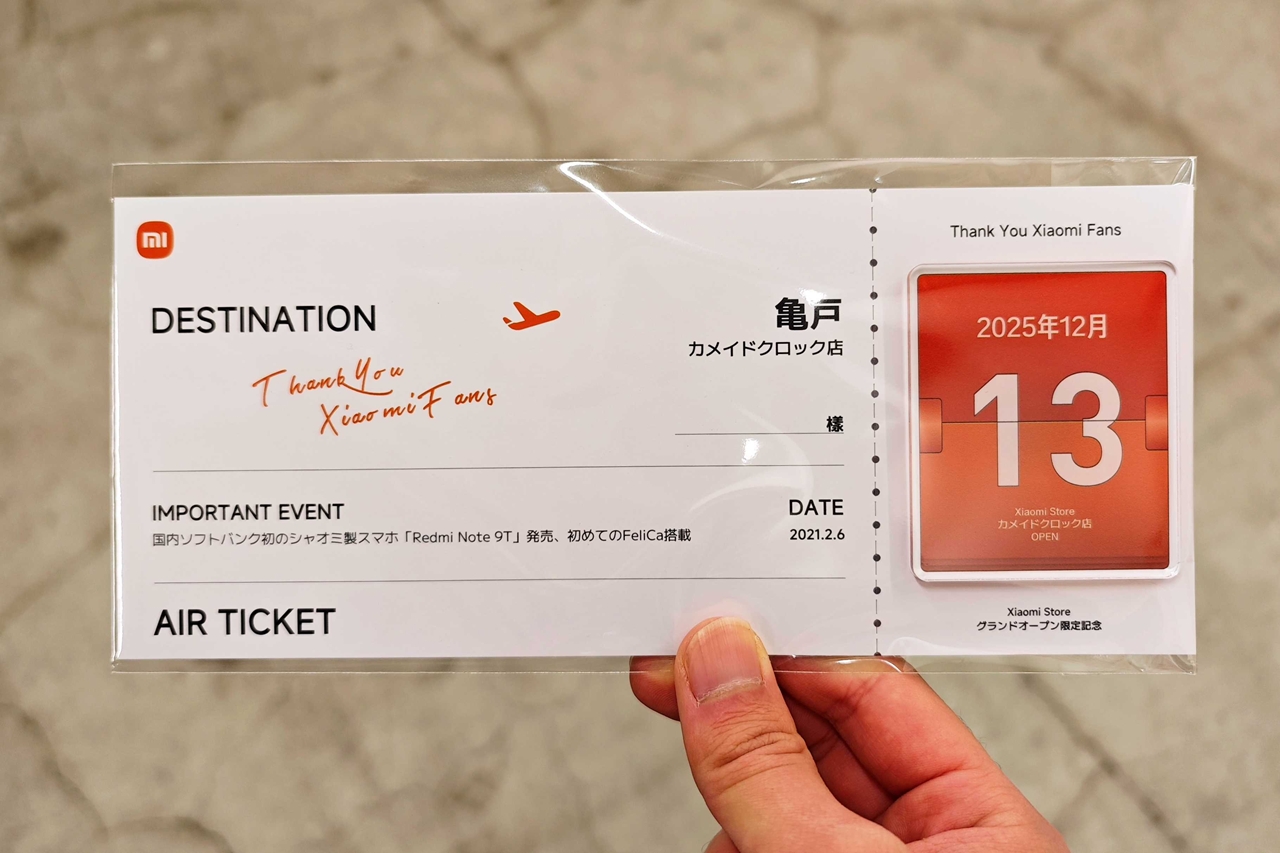 mi
DESTINATION
亀戸
カメイドクロック店
Thank You
Xiaomi Fans
様
IMPORTANT EVENT
国内ソフトバンク初のシャオミ製スマホ「Redmi Note 9T」発売、初めてのFeliCa搭載
DATE
2021.2.6
AIR TICKET
Thank You Xiaomi Fans
2025年12月
13
Xiaomi Store
カメイドクロック店
OPEN
Xiaomi Store
グランドオープン限定記念